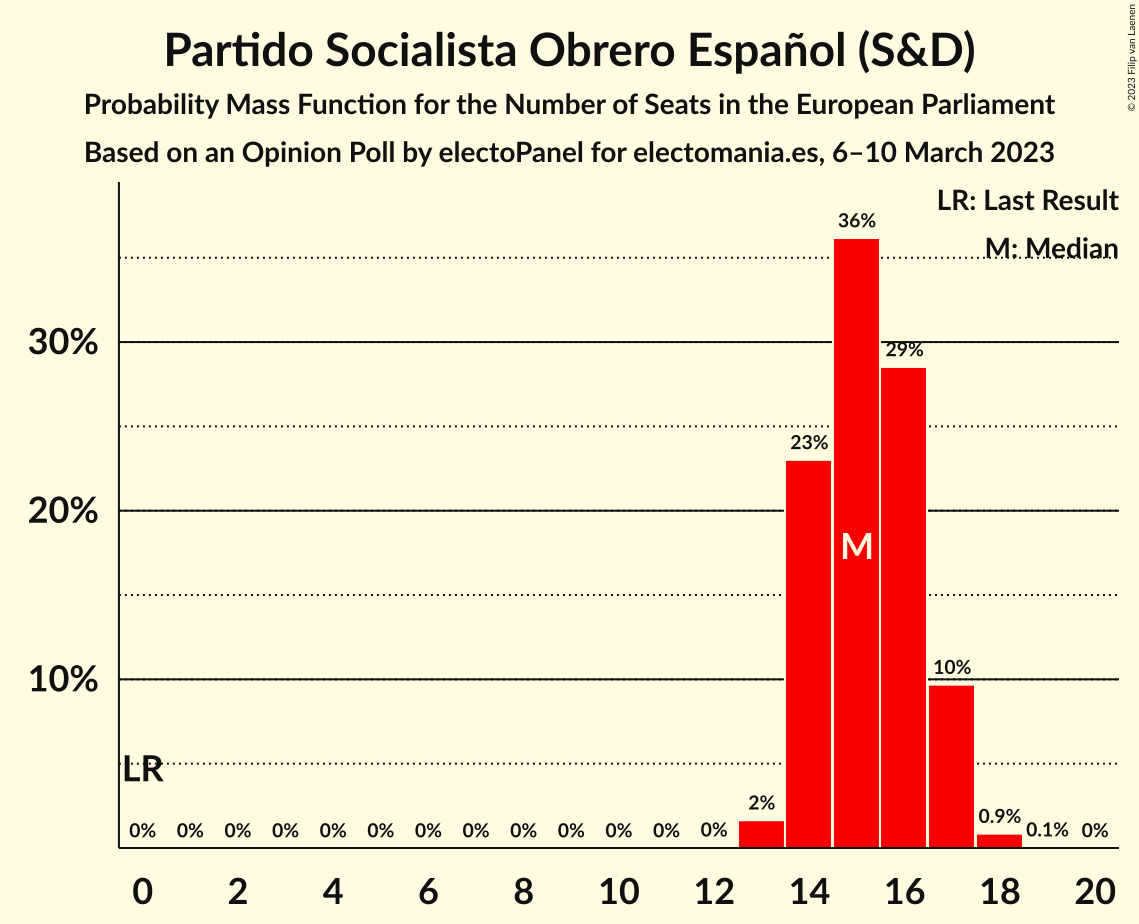 Partido Socialista Obrero Español (S&D)
Probability Mass Function for the Number of Seats in the European Parliament
Based on an Opinion Poll by electoPanel for electomania.es, 6–10 March 2023
© 2023 Filip van Laenen
LR: Last Result
M: Median
30%
20%
10%
LR
M
0% 0% 0% 0% 0% 0% 0% 0% 0% 0% 0% 0% 0% 2% 23% 36% 29% 10% 0.9% 0.1% 0%
0 2 4 6 8 10 12 14 16 18 20